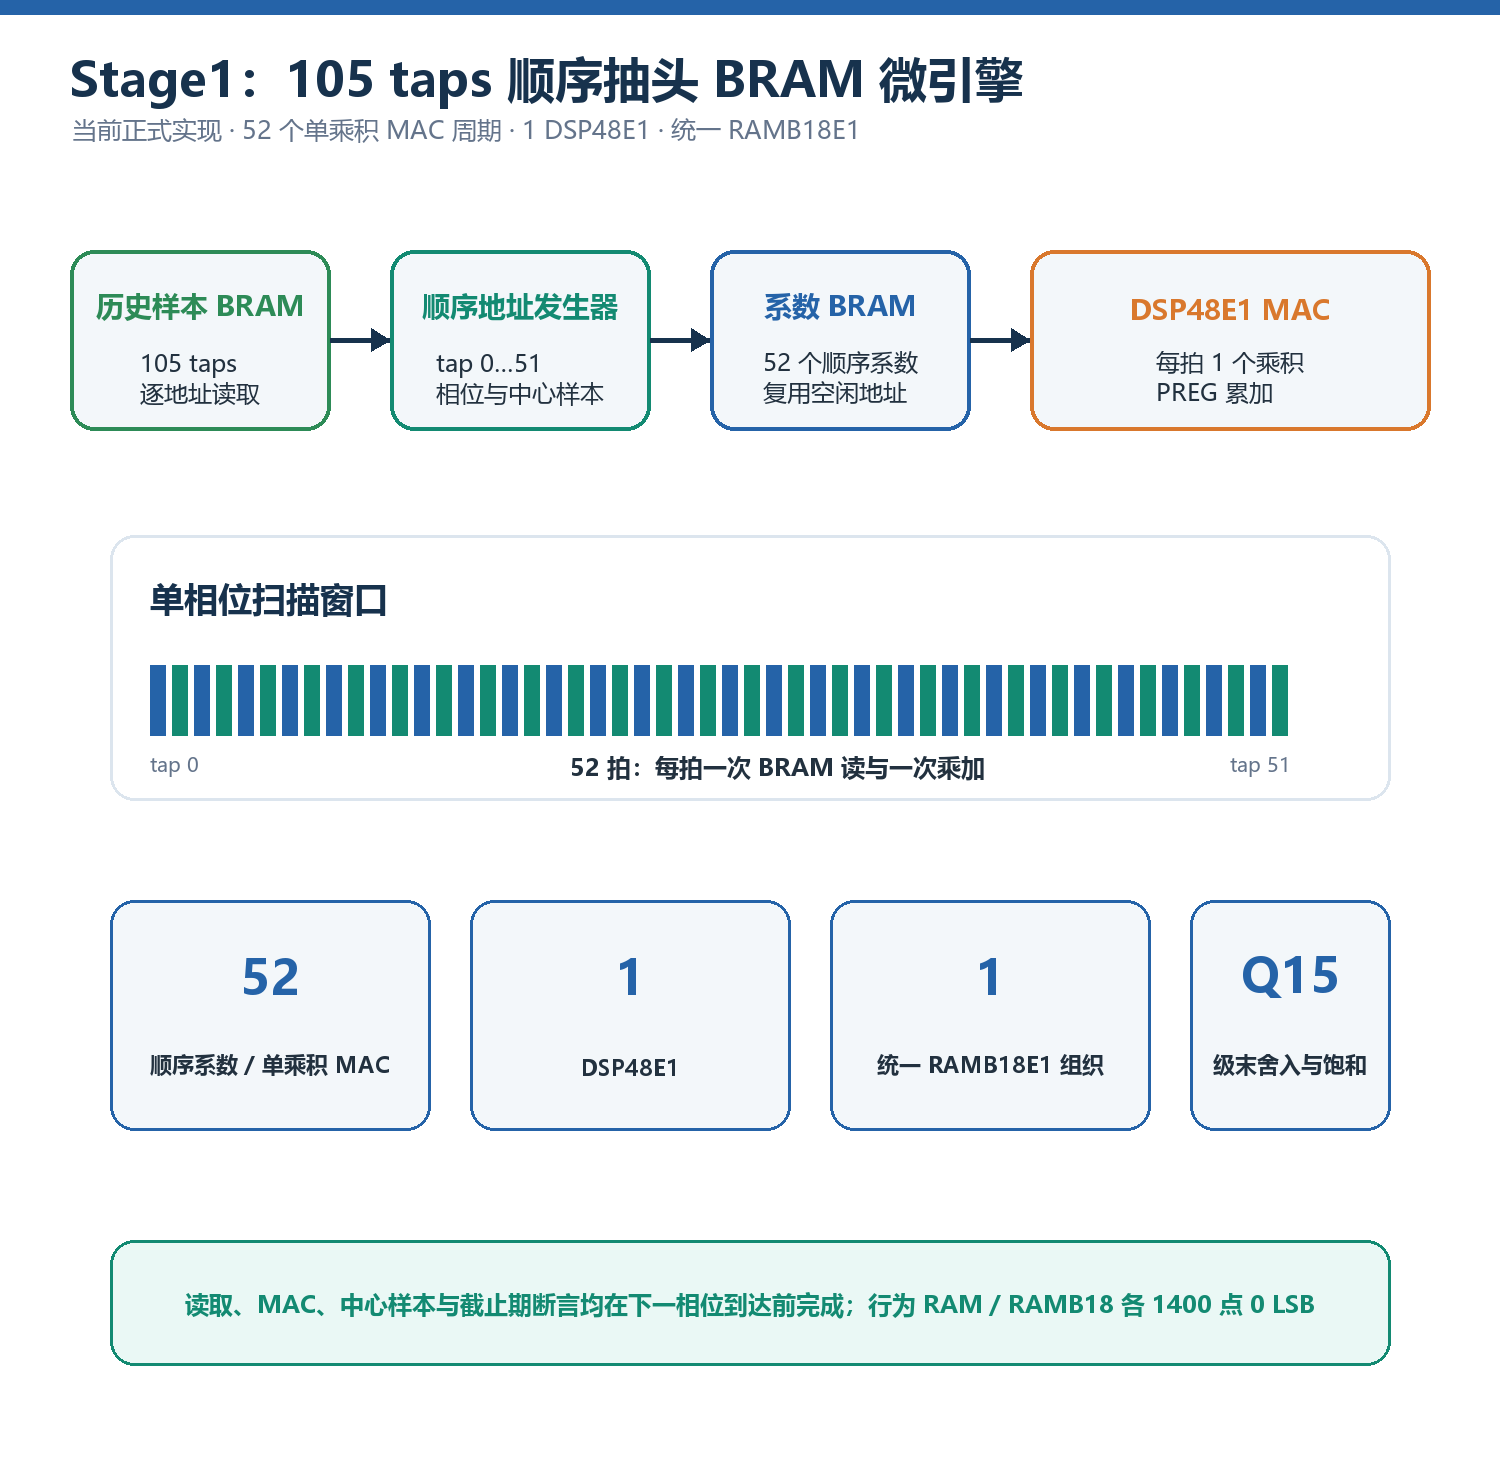 Stage1：105 taps 顺序抽头 BRAM 微引擎
当前正式实现 · 52 个单乘积 MAC 周期 · 1 DSP48E1 · 统一 RAMB18E1
历史样本 BRAM
105 taps
逐地址读取
顺序地址发生器
tap 0…51
相位与中心样本
系数 BRAM
52 个顺序系数
复用空闲地址
DSP48E1 MAC
每拍 1 个乘积
PREG 累加
单相位扫描窗口
tap 0
52 拍：每拍一次 BRAM 读与一次乘加
tap 51
52
顺序系数 / 单乘积 MAC
1
DSP48E1
1
统一 RAMB18E1 组织
Q15
级末舍入与饱和
读取、MAC、中心样本与截止期断言均在下一相位到达前完成；行为 RAM / RAMB18 各 1400 点 0 LSB